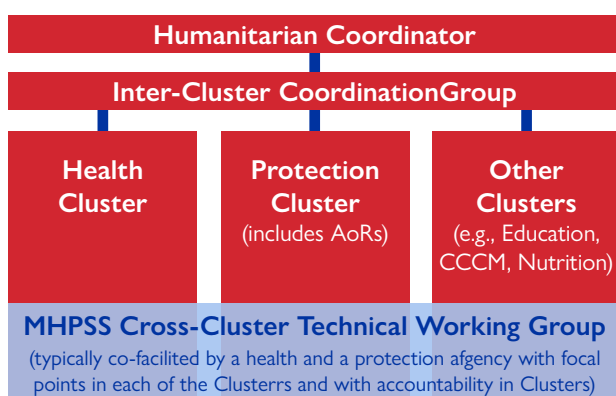 Humanitarian Coordinator
Inter-Cluster CoordinationGroup
Health
Cluster
Protection
Cluster
(includes AoRs)
Other
Clusters
(e.g., Education,
CCCM, Nutrition)
MHPSS Cross-Cluster Technical Working Group
(typically co-facilited by a health and a protection afgency with focal
points in each of the Clusterrs and with accountability in Clusters)